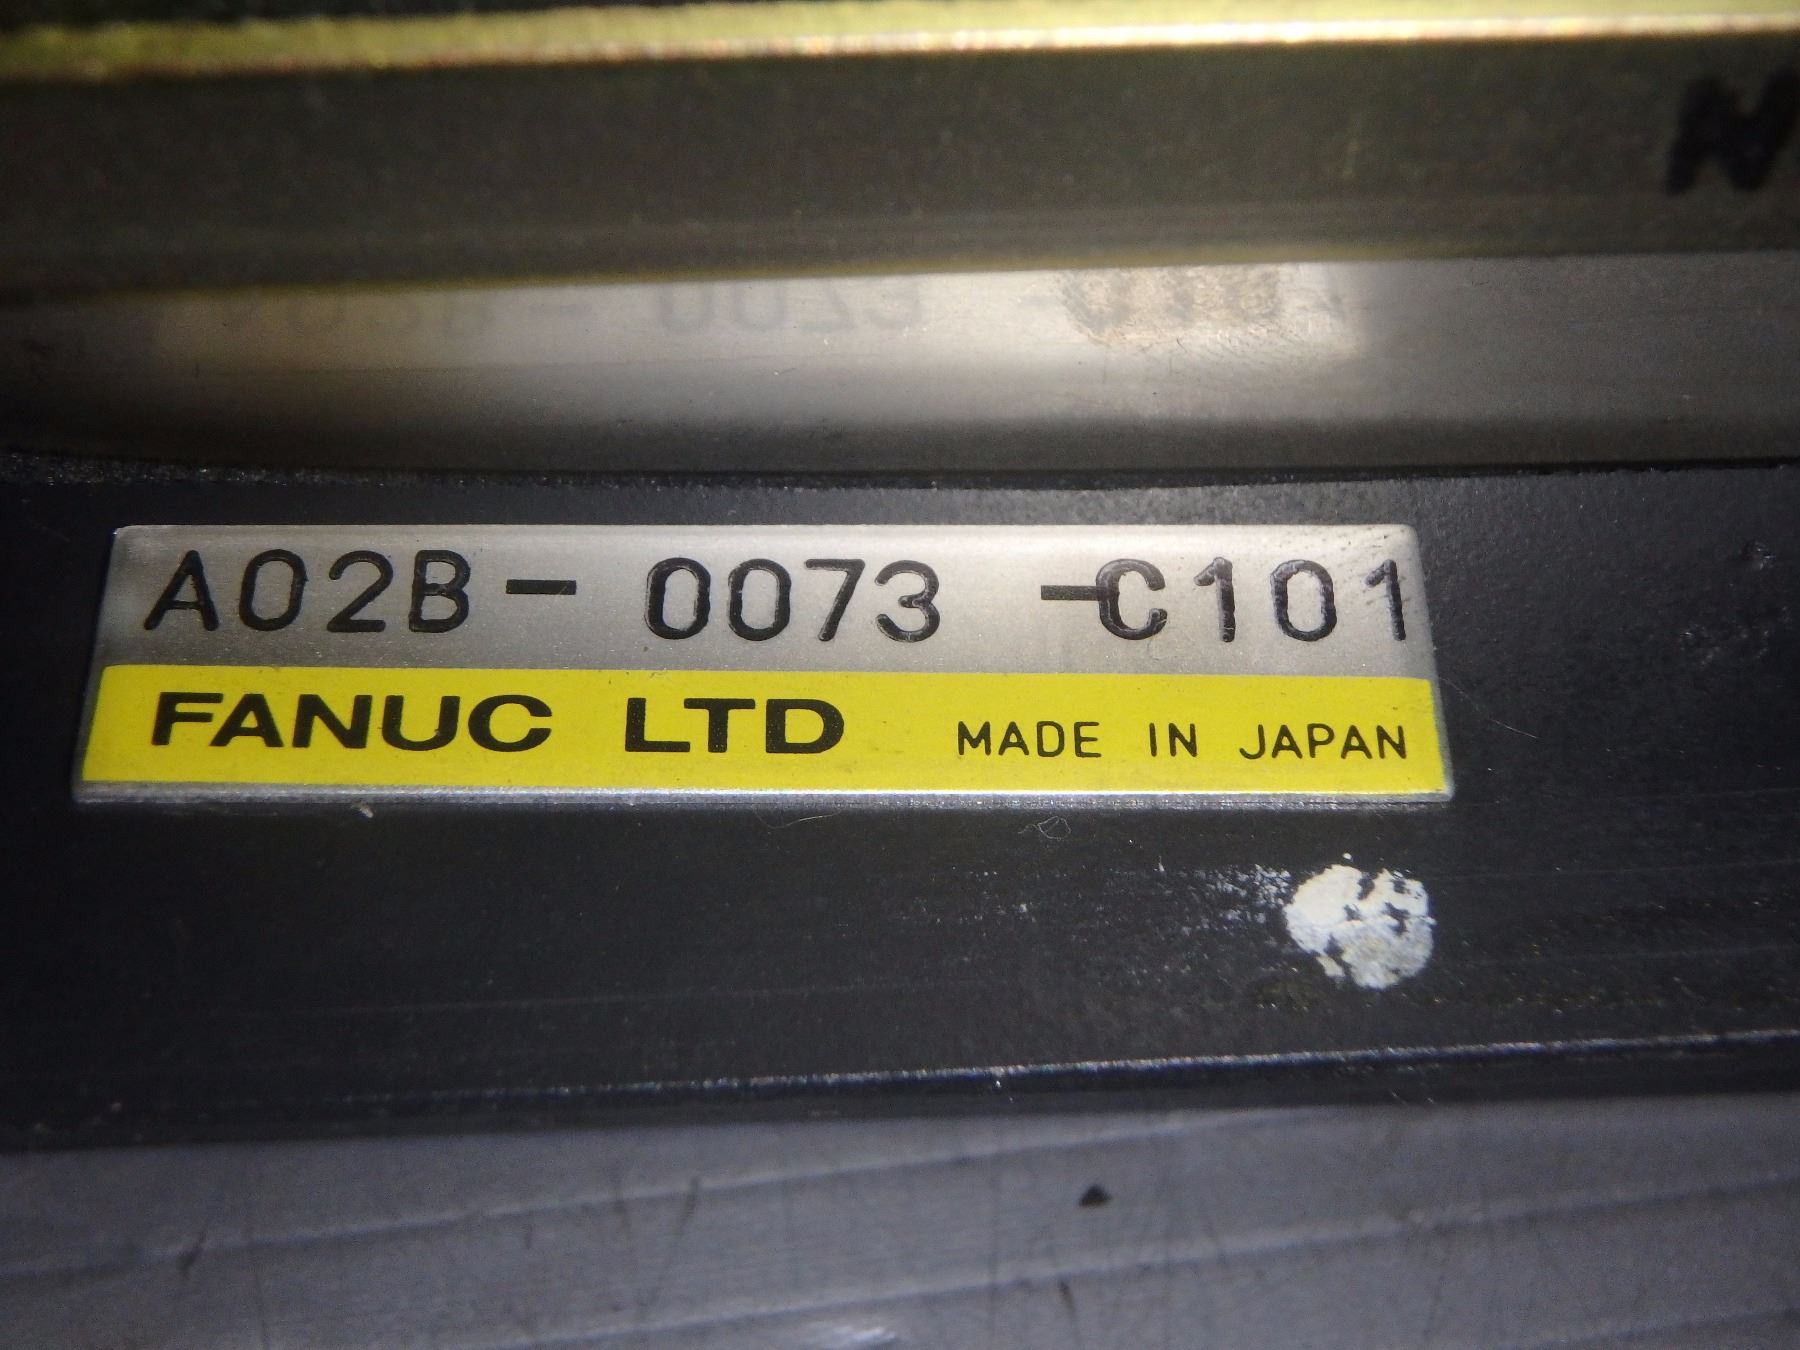 A02B- 0073 -C101
FANUC LTD MADE IN JAPAN